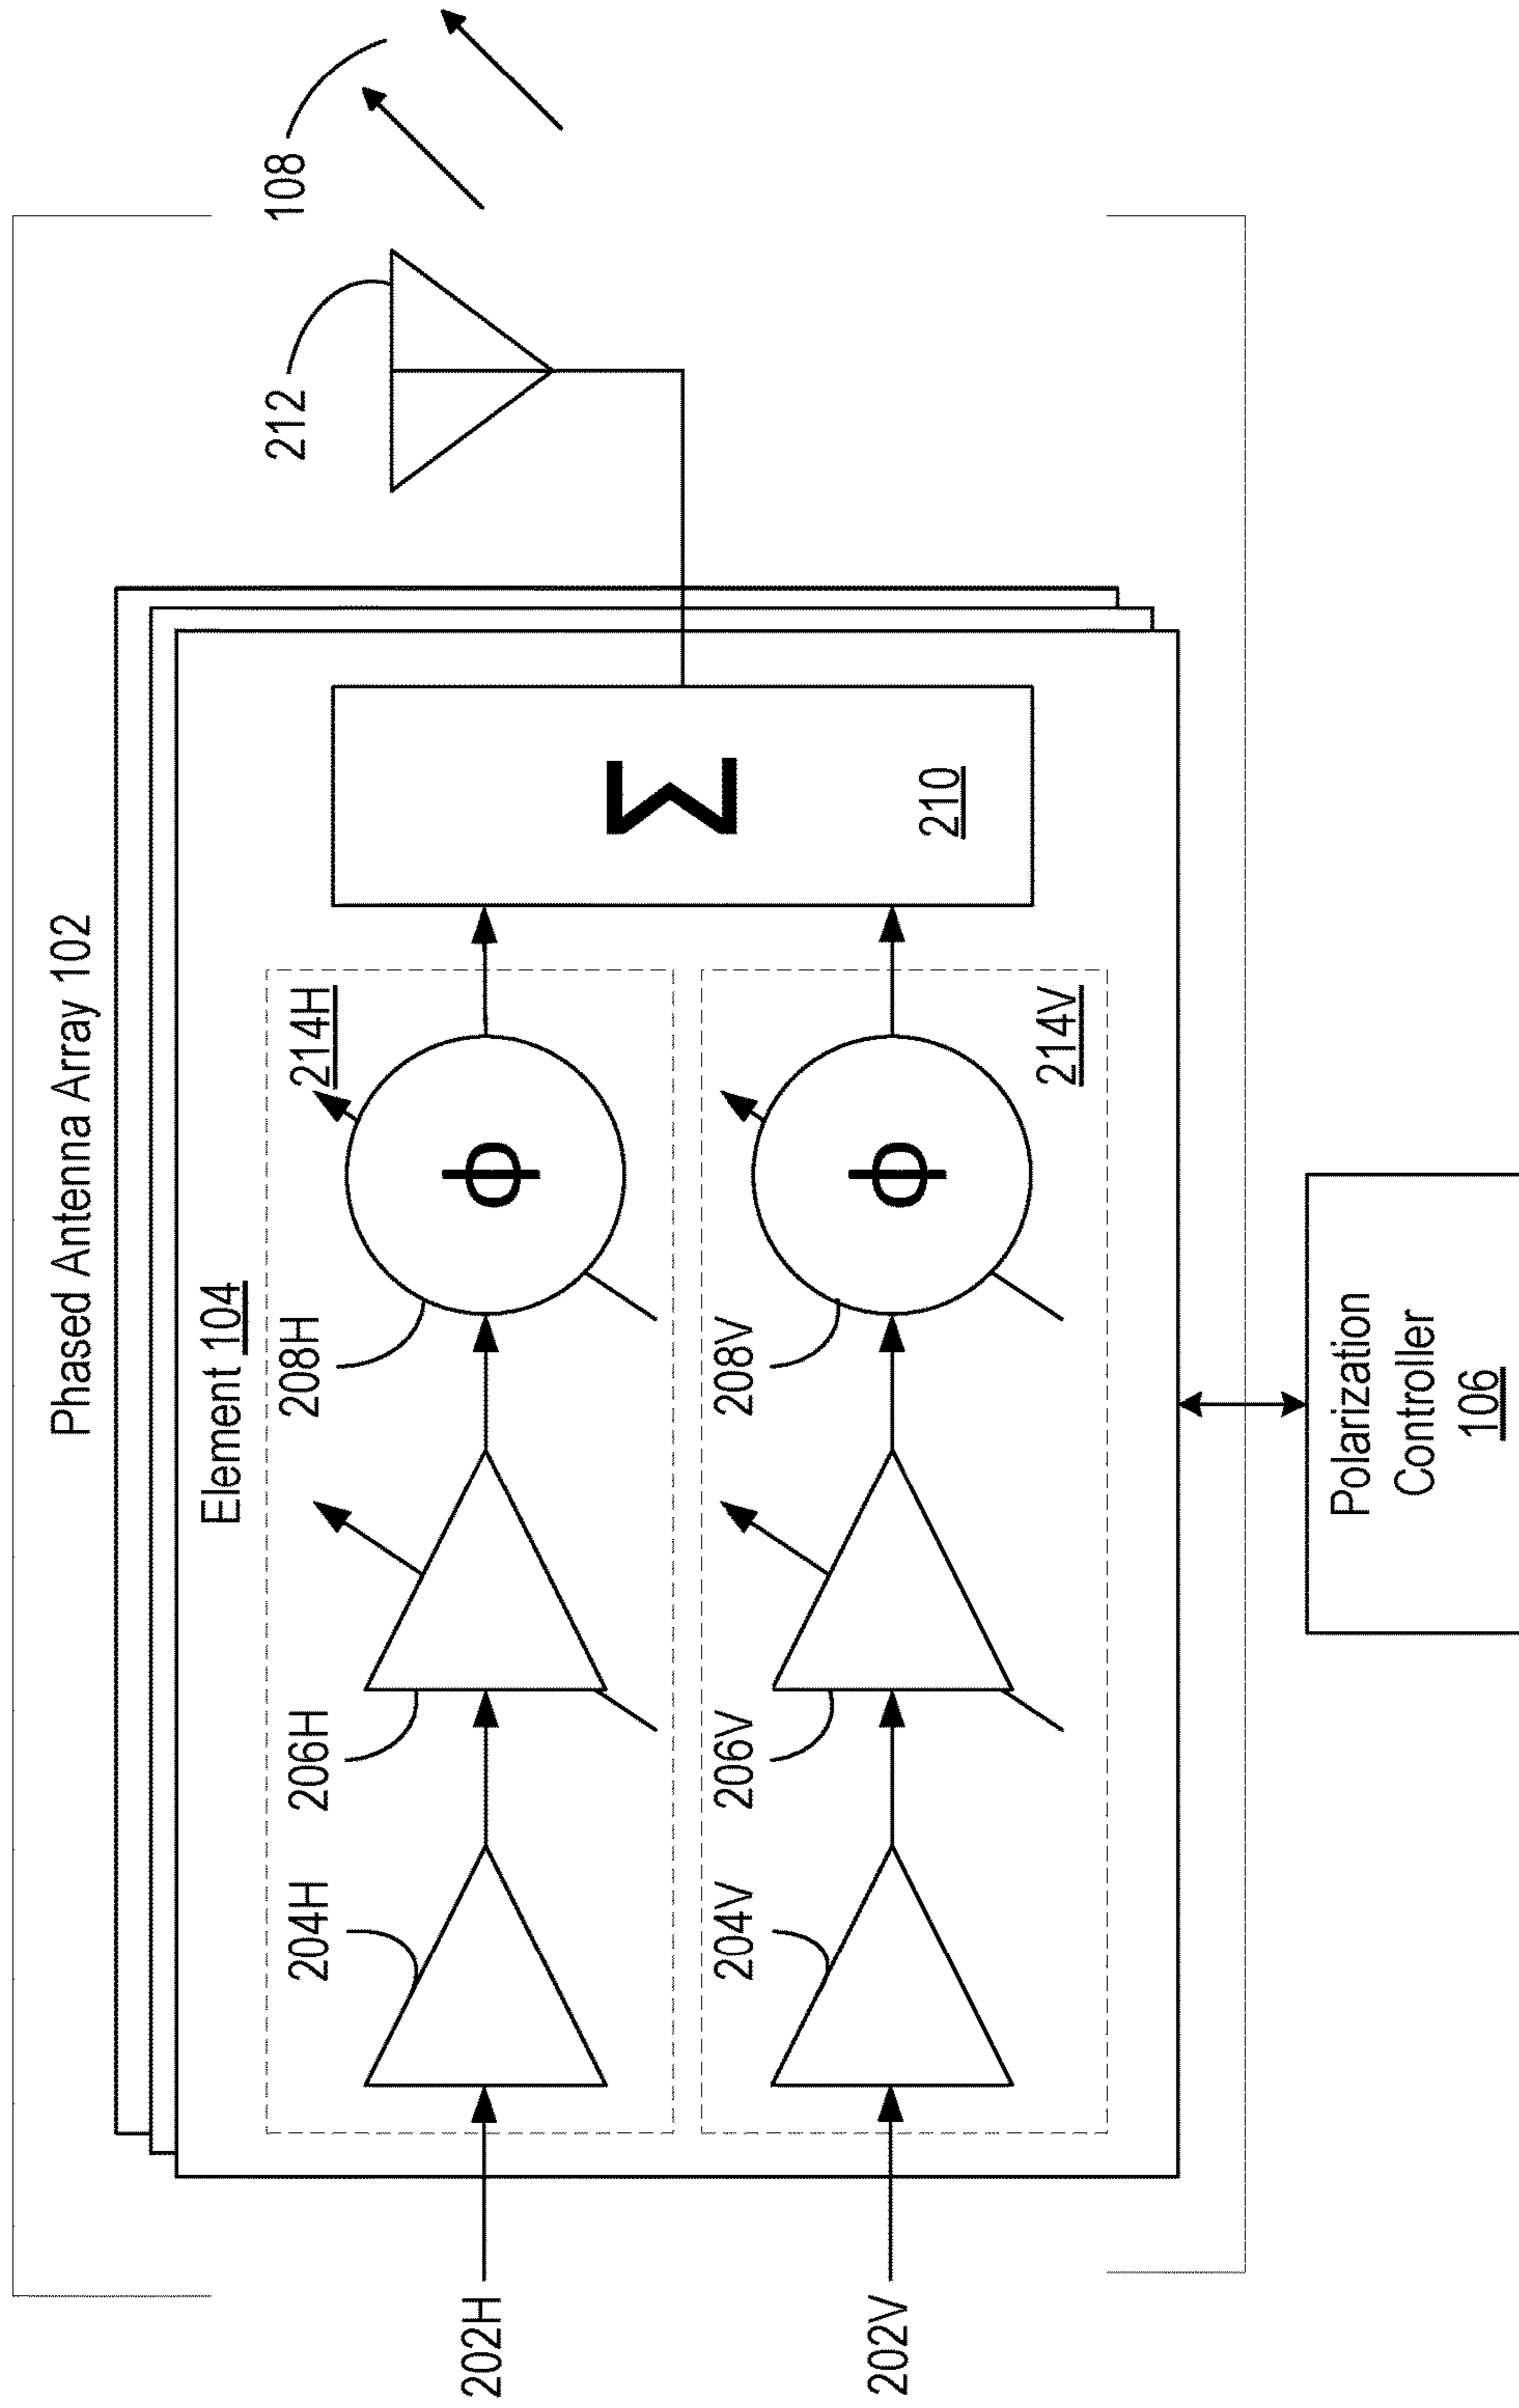 Phased Antenna Array 102
Element 104
202H
204H
206H
208H
214H
Φ
202V
204V
206V
208V
214V
Φ
Σ
210
212
108
Polarization
Controller
106